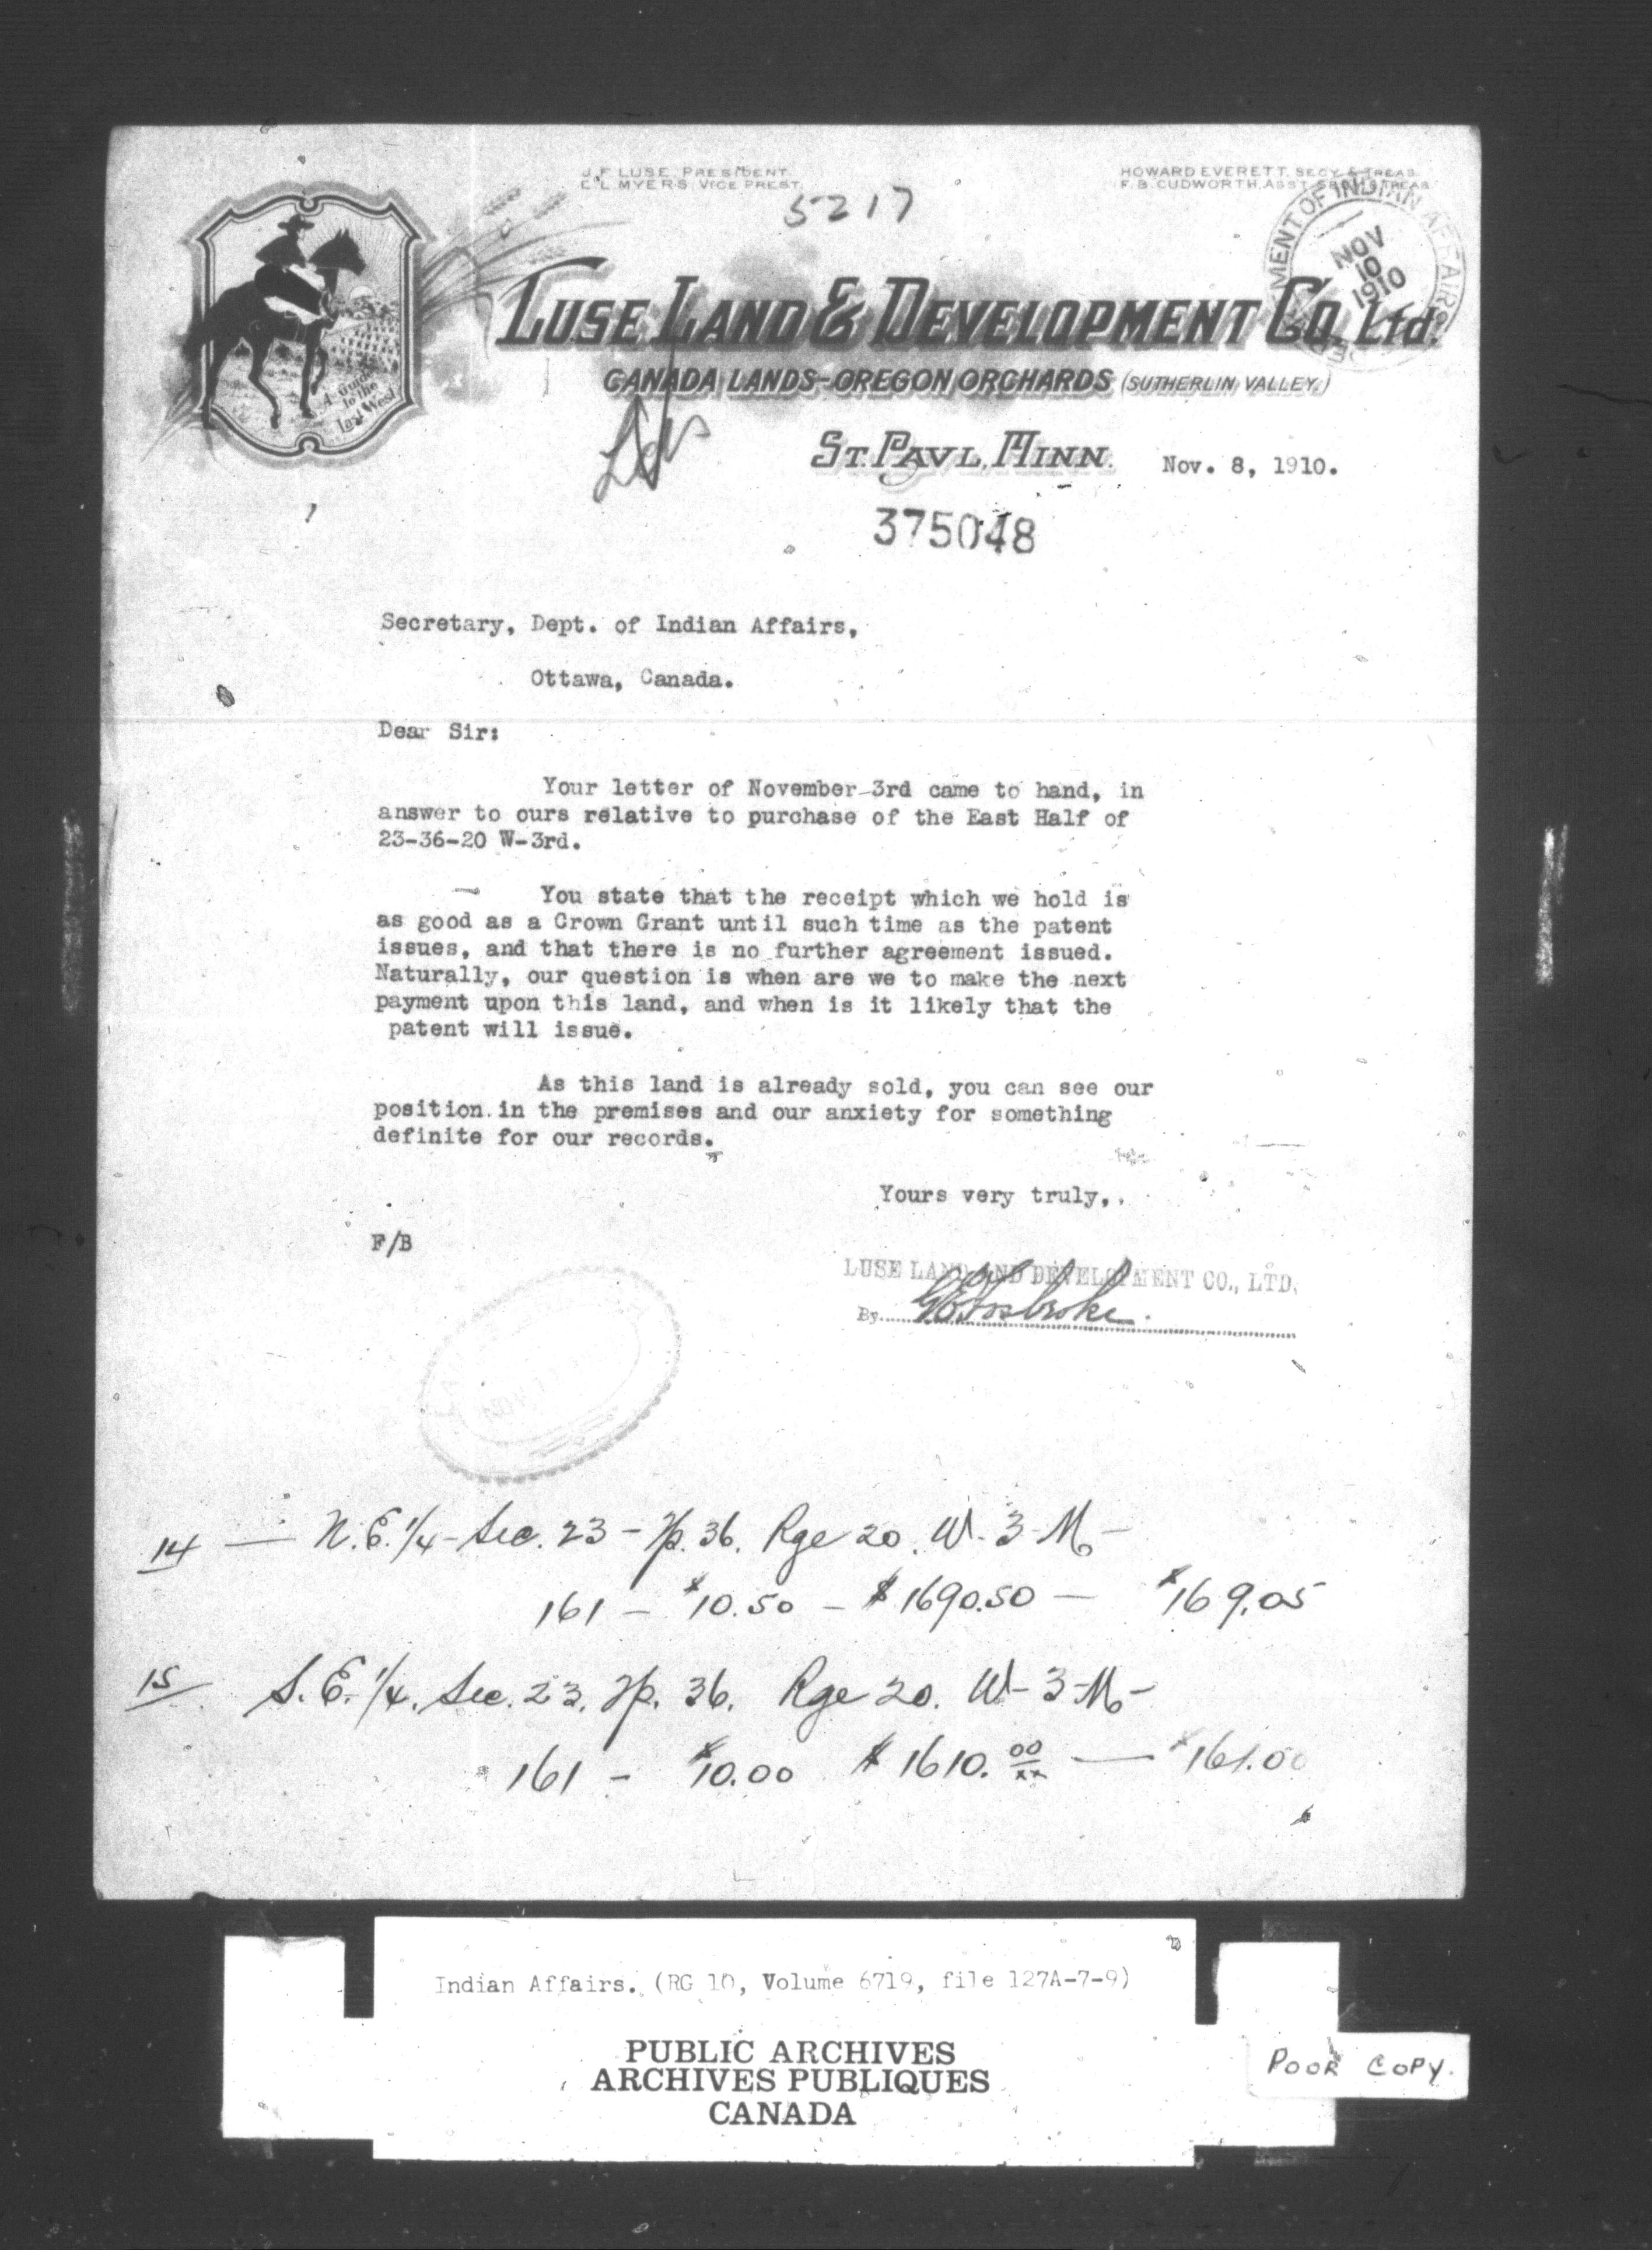 J. F. LUSE, PRESIDENT.
E. L. MYERS, VICE PREST.
HOWARD EVERETT, SECY & TREAS.
F. B. CUDWORTH, ASST. SECY & TREAS.
5217
DEPARTMENT OF INDIAN AFFAIRS
NOV
10
1910
LUSE LAND & DEVELOPMENT CO. Ltd.
CANADA LANDS-OREGON ORCHARDS (SUTHERLIN VALLEY.)
A Guide
to the
Last West
ST. PAUL, MINN. Nov. 8, 1910.
375048
Secretary, Dept. of Indian Affairs,
Ottawa, Canada.
Dear Sir:
Your letter of November 3rd came to hand, in
answer to ours relative to purchase of the East Half of
23-36-20 W-3rd.
You state that the receipt which we hold is
as good as a Crown Grant until such time as the patent
issues, and that there is no further agreement issued.
Naturally, our question is when are we to make the next
payment upon this land, and when is it likely that the
patent will issue.
As this land is already sold, you can see our
position in the premises and our anxiety for something
definite for our records.
Yours very truly,
F/B
LUSE LAND AND DEVELOPMENT CO., LTD.
By
14 — N.E. 1/4 - Sec. 23 - Tp. 36. Rge 20. W. 3 M -
161 - $10.50 - $1690.50 — $169.05
15 S.E. 1/4. Sec. 23. Tp. 36. Rge 20. W - 3 - M -
161 - $10.00 $1610. 00/xx — $161.00
Indian Affairs. (RG 10, Volume 6719, file 127A-7-9)
PUBLIC ARCHIVES
ARCHIVES PUBLIQUES
CANADA
POOR COPY.